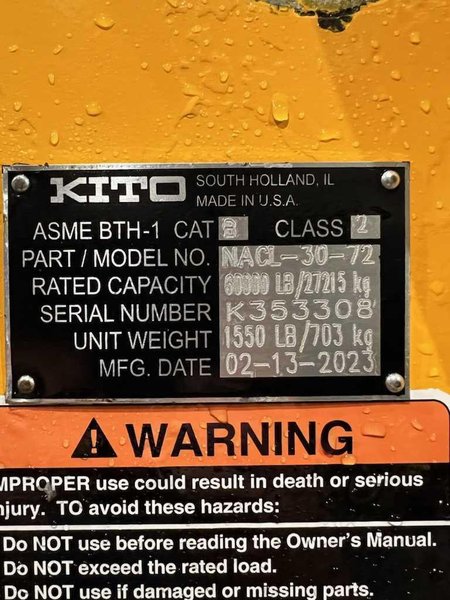 KITO SOUTH HOLLAND, IL
MADE IN U.S.A.
ASME BTH-1 CAT B CLASS 2
PART / MODEL NO. NACL-30-72
RATED CAPACITY 60000 LB/27215 kg
SERIAL NUMBER K353308
UNIT WEIGHT 1550 LB/703 kg
MFG. DATE 02-13-2023
WARNING
MPROPER use could result in death or serious
njury. TO avoid these hazards:
Do NOT use before reading the Owner's Manual.
Do NOT exceed the rated load.
Do NOT use if damaged or missing parts.